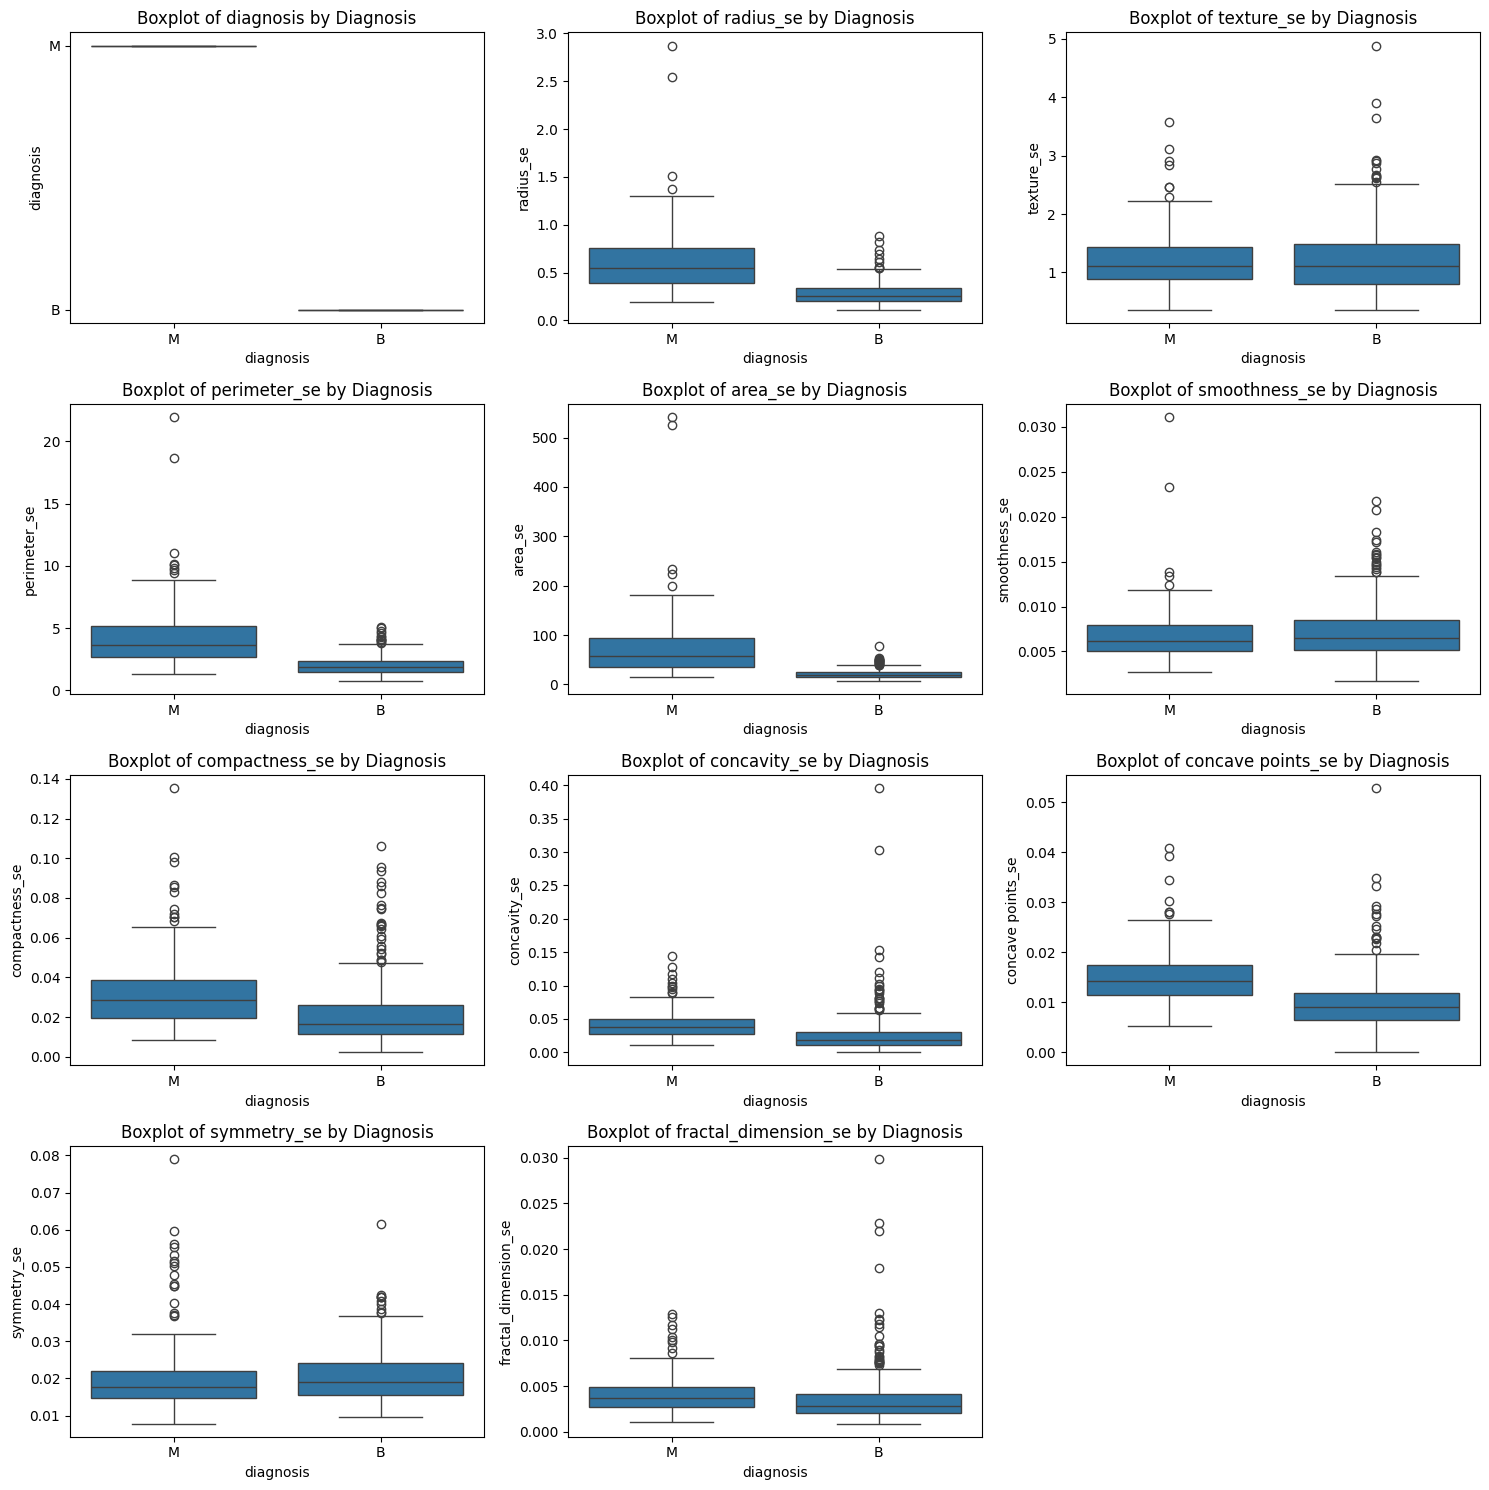 Boxplot of diagnosis by Diagnosis
M
B
diagnosis
M
B
diagnosis
Boxplot of radius_se by Diagnosis
3.0
2.5
2.0
1.5
1.0
0.5
0.0
radius_se
M
B
diagnosis
Boxplot of texture_se by Diagnosis
5
4
3
2
1
texture_se
M
B
diagnosis
Boxplot of perimeter_se by Diagnosis
20
15
10
5
0
perimeter_se
M
B
diagnosis
Boxplot of area_se by Diagnosis
500
400
300
200
100
0
area_se
M
B
diagnosis
Boxplot of smoothness_se by Diagnosis
0.030
0.025
0.020
0.015
0.010
0.005
smoothness_se
M
B
diagnosis
Boxplot of compactness_se by Diagnosis
0.14
0.12
0.10
0.08
0.06
0.04
0.02
0.00
compactness_se
M
B
diagnosis
Boxplot of concavity_se by Diagnosis
0.40
0.35
0.30
0.25
0.20
0.15
0.10
0.05
0.00
concavity_se
M
B
diagnosis
Boxplot of concave points_se by Diagnosis
0.05
0.04
0.03
0.02
0.01
0.00
concave points_se
M
B
diagnosis
Boxplot of symmetry_se by Diagnosis
0.08
0.07
0.06
0.05
0.04
0.03
0.02
0.01
symmetry_se
M
B
diagnosis
Boxplot of fractal_dimension_se by Diagnosis
0.030
0.025
0.020
0.015
0.010
0.005
0.000
fractal_dimension_se
M
B
diagnosis